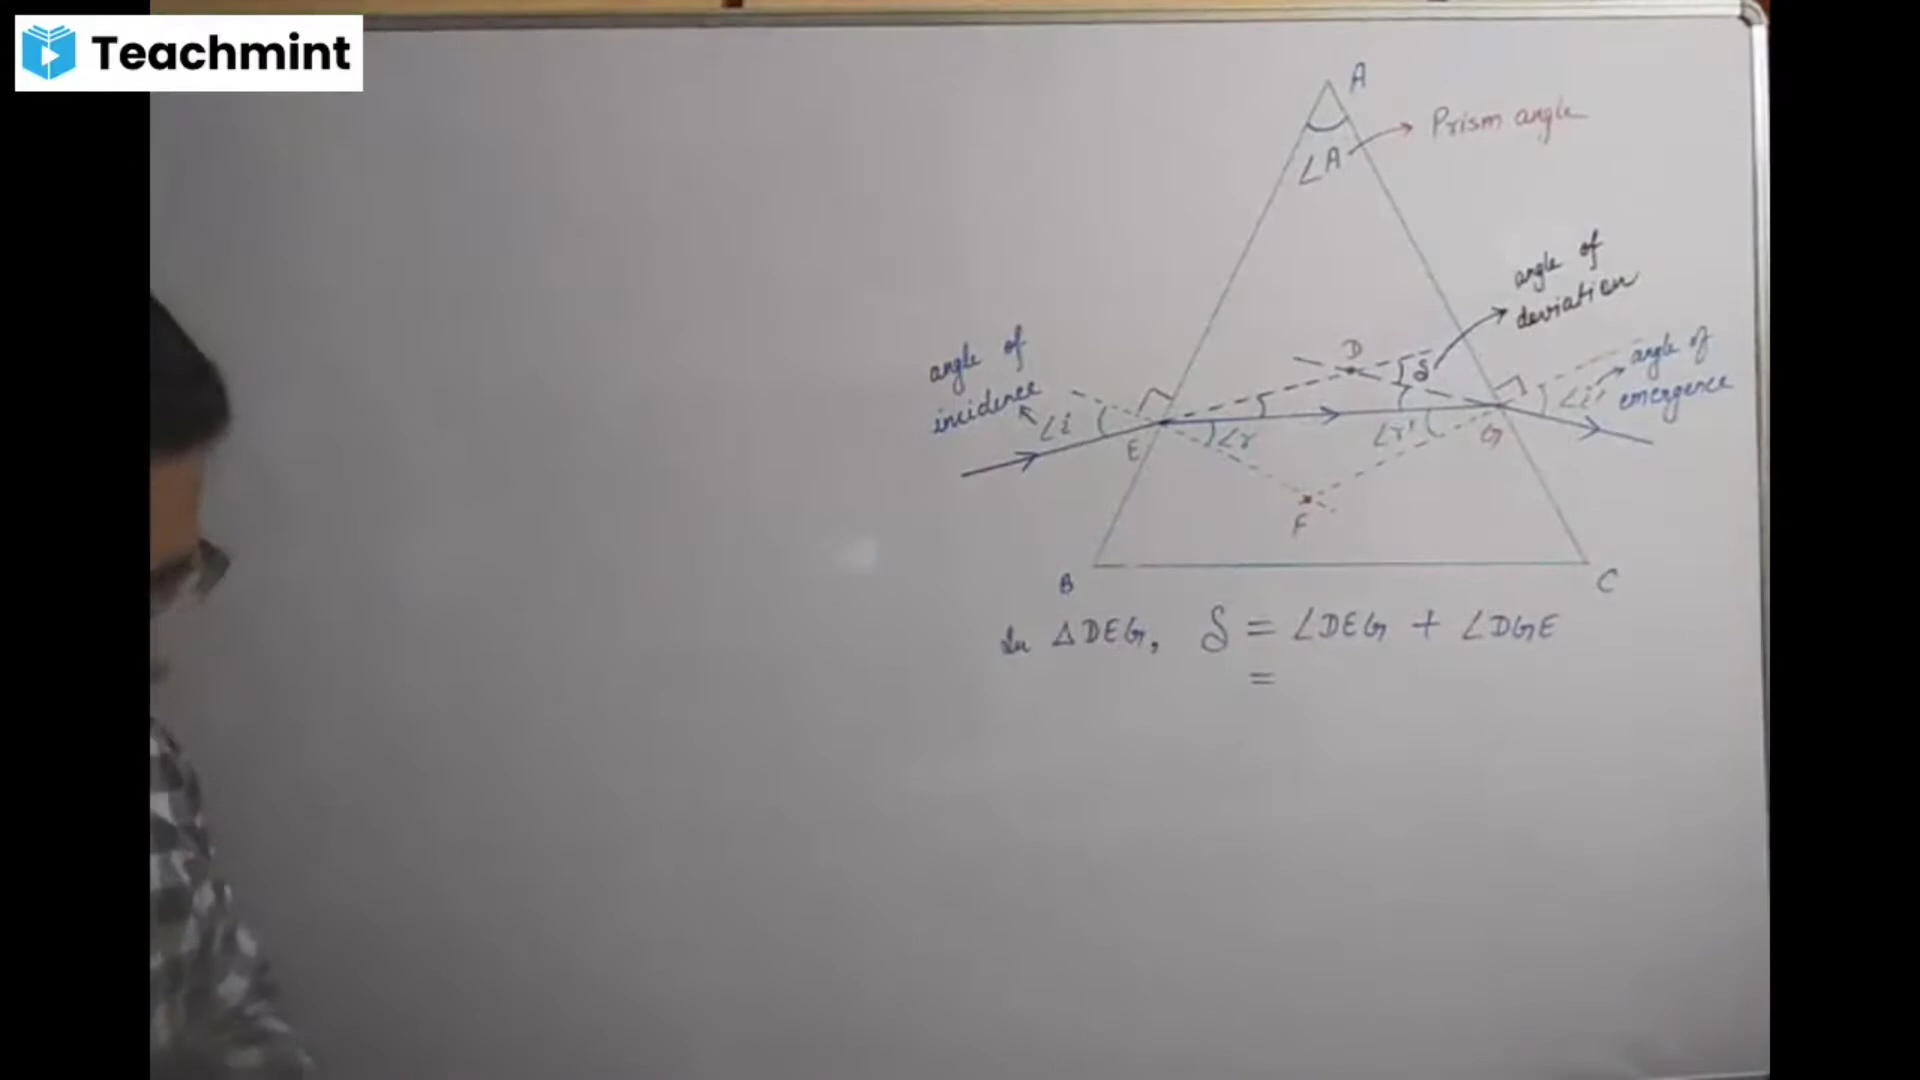 Teachmint
A
∠A
Prism angle
angle of
deviation
D
δ
angle of
incidence
∠i
angle of
emergence
∠i'
E
∠r
∠r'
G
F
B
C
In ΔDEG, δ = ∠DEG + ∠DGE
=